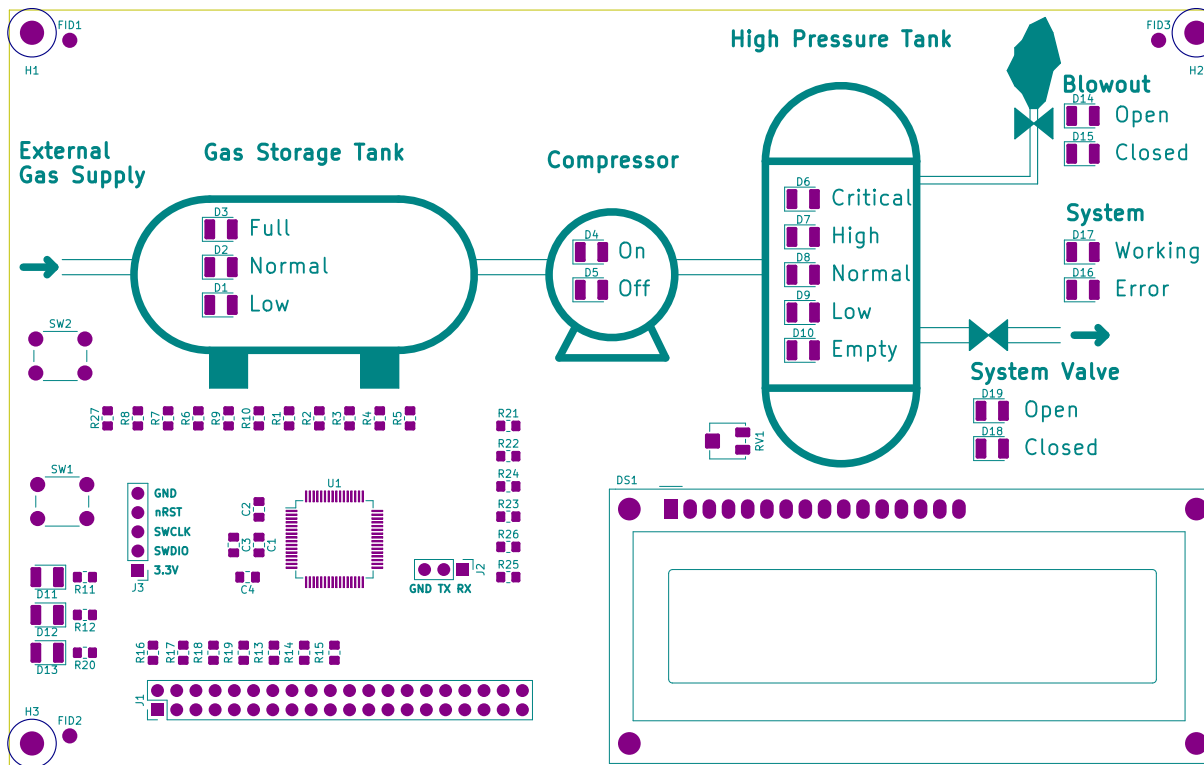 FID1
FID3
H1
H2
High Pressure Tank
Blowout
D14
Open
D15
Closed
External
Gas Supply
Gas Storage Tank
Compressor
D3
Full
D2
Normal
D1
Low
D4
On
D5
Off
D6
Critical
D7
High
D8
Normal
D9
Low
D10
Empty
System
D17
Working
D16
Error
System Valve
D19
Open
D18
Closed
SW2
R27
R8
R7
R6
R9
R10
R1
R2
R3
R4
R5
R21
R22
R24
R23
R26
R25
RV1
SW1
GND
nRST
SWCLK
SWDIO
3.3V
J3
U1
C2
C3
C1
C4
J2
GND TX RX
DS1
D11
R11
D12
R12
D13
R20
R16
R17
R18
R19
R13
R14
R15
J1
H3
FID2